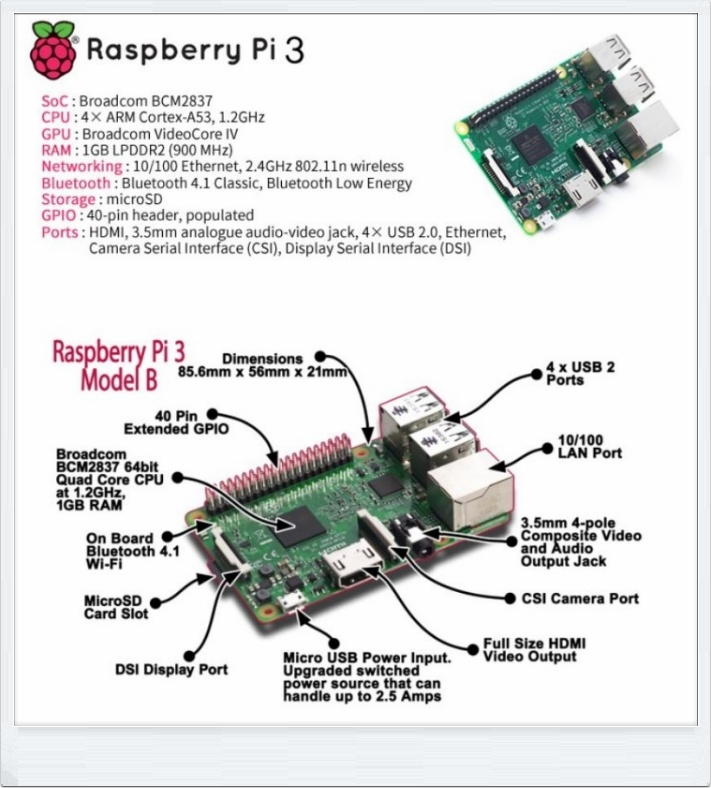 Raspberry Pi 3
SoC : Broadcom BCM2837
CPU : 4× ARM Cortex-A53, 1.2GHz
GPU : Broadcom VideoCore IV
RAM : 1GB LPDDR2 (900 MHz)
Networking : 10/100 Ethernet, 2.4GHz 802.11n wireless
Bluetooth : Bluetooth 4.1 Classic, Bluetooth Low Energy
Storage : microSD
GPIO : 40-pin header, populated
Ports : HDMI, 3.5mm analogue audio-video jack, 4× USB 2.0, Ethernet,
Camera Serial Interface (CSI), Display Serial Interface (DSI)
Raspberry Pi 3
Model B
Dimensions
85.6mm x 56mm x 21mm
4 x USB 2
Ports
40 Pin
Extended GPIO
10/100
LAN Port
Broadcom
BCM2837 64bit
Quad Core CPU
at 1.2GHz,
1GB RAM
3.5mm 4-pole
Composite Video
and Audio
Output Jack
On Board
Bluetooth 4.1
Wi-Fi
CSI Camera Port
MicroSD
Card Slot
Full Size HDMI
Video Output
DSI Display Port
Micro USB Power Input.
Upgraded switched
power source that can
handle up to 2.5 Amps